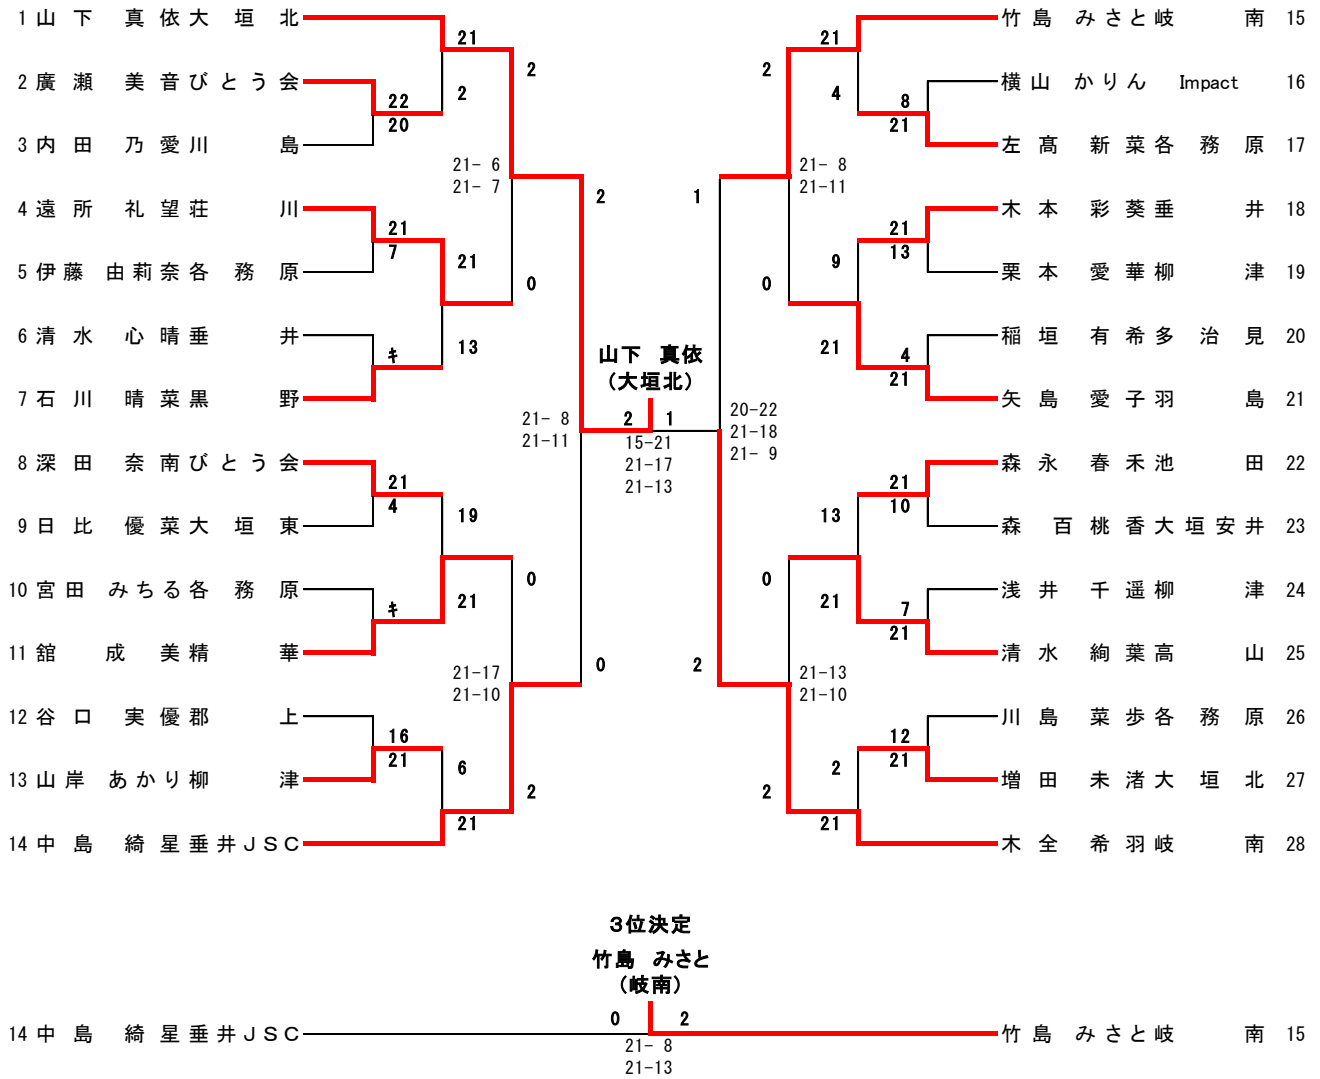 1 山下 真依 大垣北
21
2
2 廣瀬 美音 びとう会
22
2
20
3 内田 乃愛 川島
21- 6
21- 7
2
4 遠所 礼望 荘川
21
7
21
5 伊藤 由莉奈 各務原
0
6 清水 心晴 垂井
13
ｷ
7 石川 晴菜 黒野
21- 8
21-11
8 深田 奈南 びとう会
21
4
19
9 日比 優菜 大垣東
0
10 宮田 みちる 各務原
21
ｷ
11 舘 成美 精華
21-17
21-10
0
12 谷口 実優 郡上
16
21
6
13 山岸 あかり 柳津
2
21
14 中島 綺星 垂井ＪＳＣ
山下 真依
（大垣北）
2 1
15-21
21-17
21-13
竹島 みさと 岐南 15
21
2
横山 かりん Impact 16
4
8
21
左髙 新菜 各務原 17
21- 8
21-11
1
木本 彩葵 垂井 18
21
13
9
栗本 愛華 柳津 19
0
稲垣 有希 多治見 20
21
4
21
矢島 愛子 羽島 21
20-22
21-18
21- 9
森永 春禾 池田 22
21
10
13
森 百桃香 大垣安井 23
0
浅井 千遥 柳津 24
21
7
21
清水 絢葉 高山 25
21-13
21-10
2
川島 菜歩 各務原 26
12
21
2
増田 未渚 大垣北 27
2
21
木全 希羽 岐南 28
３位決定
竹島 みさと
（岐南）
0 2
14 中島 綺星 垂井ＪＳＣ
竹島 みさと 岐南 15
21- 8
21-13